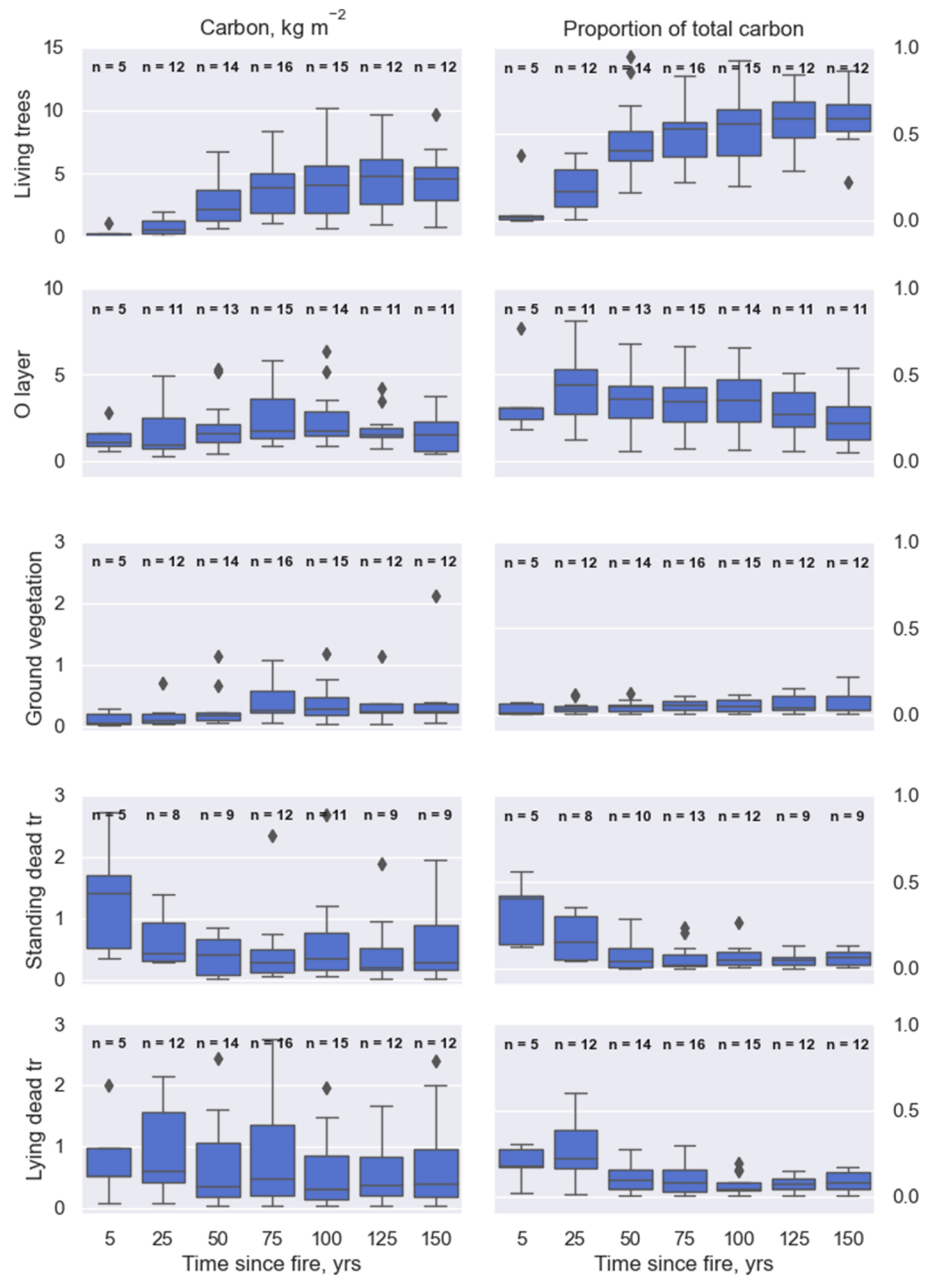 Carbon, kg m⁻²
Proportion of total carbon
Living trees
15
10
5
0
n = 5 n = 12 n = 14 n = 16 n = 15 n = 12 n = 12
n = 5 n = 12 n = 14 n = 16 n = 15 n = 12 n = 12
1.0
0.5
0.0
O layer
10
5
0
n = 5 n = 11 n = 13 n = 15 n = 14 n = 11 n = 11
n = 5 n = 11 n = 13 n = 15 n = 14 n = 11 n = 11
1.0
0.5
0.0
Ground vegetation
3
2
1
0
n = 5 n = 12 n = 14 n = 16 n = 15 n = 12 n = 12
n = 5 n = 12 n = 14 n = 16 n = 15 n = 12 n = 12
1.0
0.5
0.0
Standing dead tr
3
2
1
0
n = 5 n = 8 n = 9 n = 12 n = 11 n = 9 n = 9
n = 5 n = 8 n = 10 n = 13 n = 12 n = 9 n = 9
1.0
0.5
0.0
Lying dead tr
3
2
1
0
n = 5 n = 12 n = 14 n = 16 n = 15 n = 12 n = 12
n = 5 n = 12 n = 14 n = 16 n = 15 n = 12 n = 12
1.0
0.5
0.0
5 25 50 75 100 125 150
Time since fire, yrs
5 25 50 75 100 125 150
Time since fire, yrs